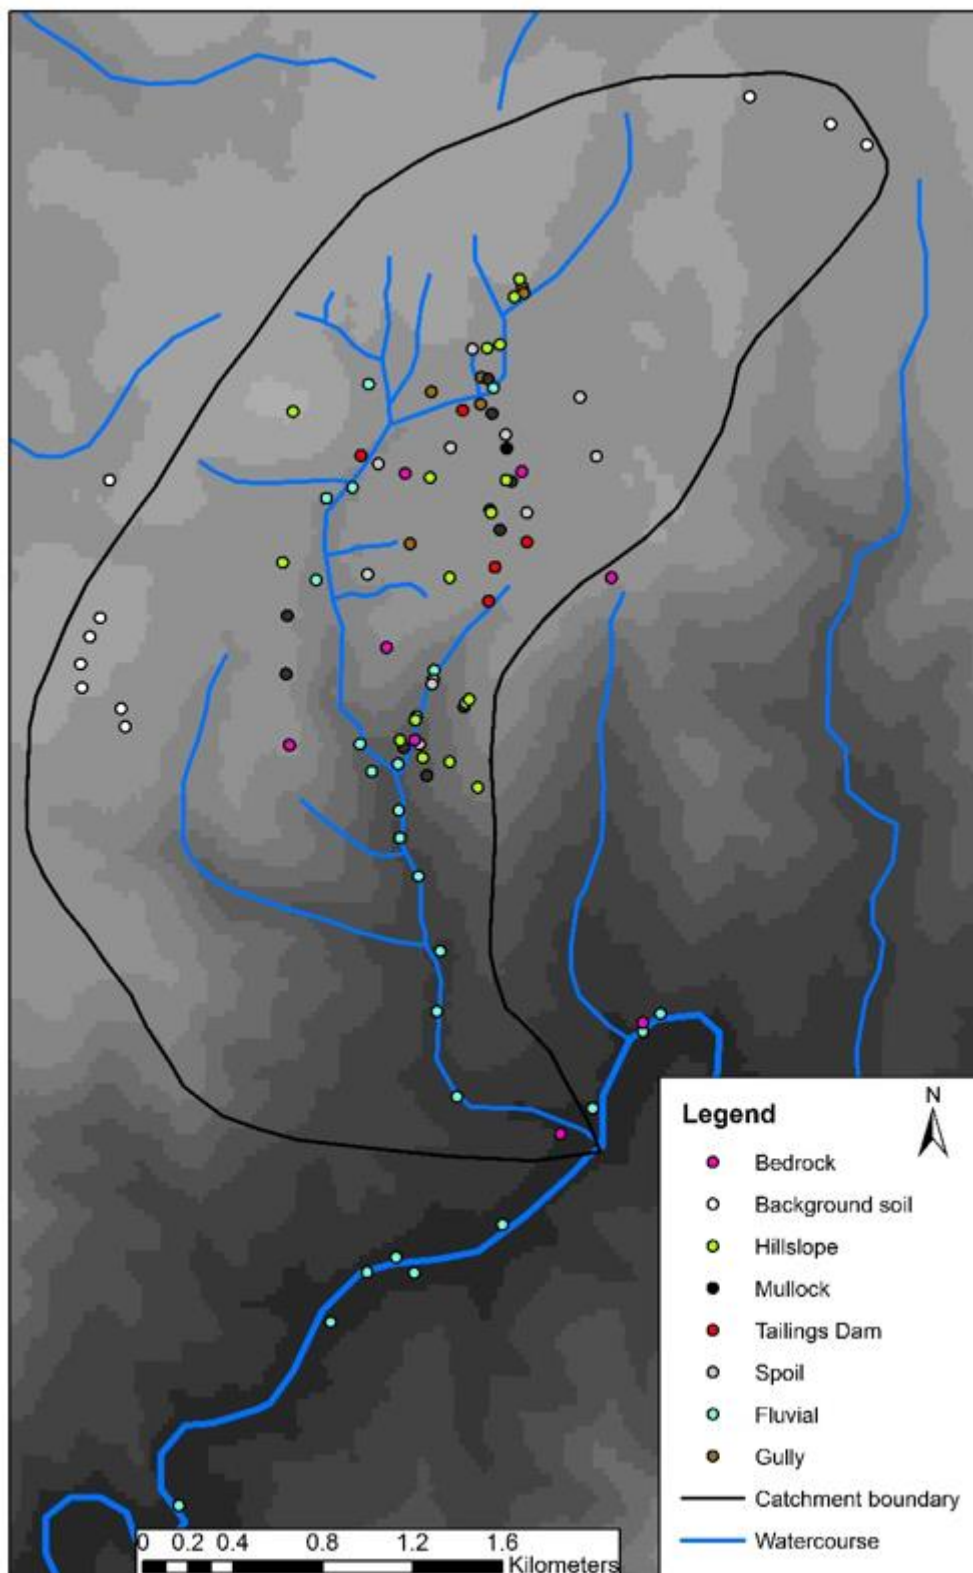 N
Legend
Bedrock
Background soil
Hillslope
Mullock
Tailings Dam
Spoil
Fluvial
Gully
Catchment boundary
Watercourse
0 0.2 0.4 0.8 1.2 1.6
Kilometers